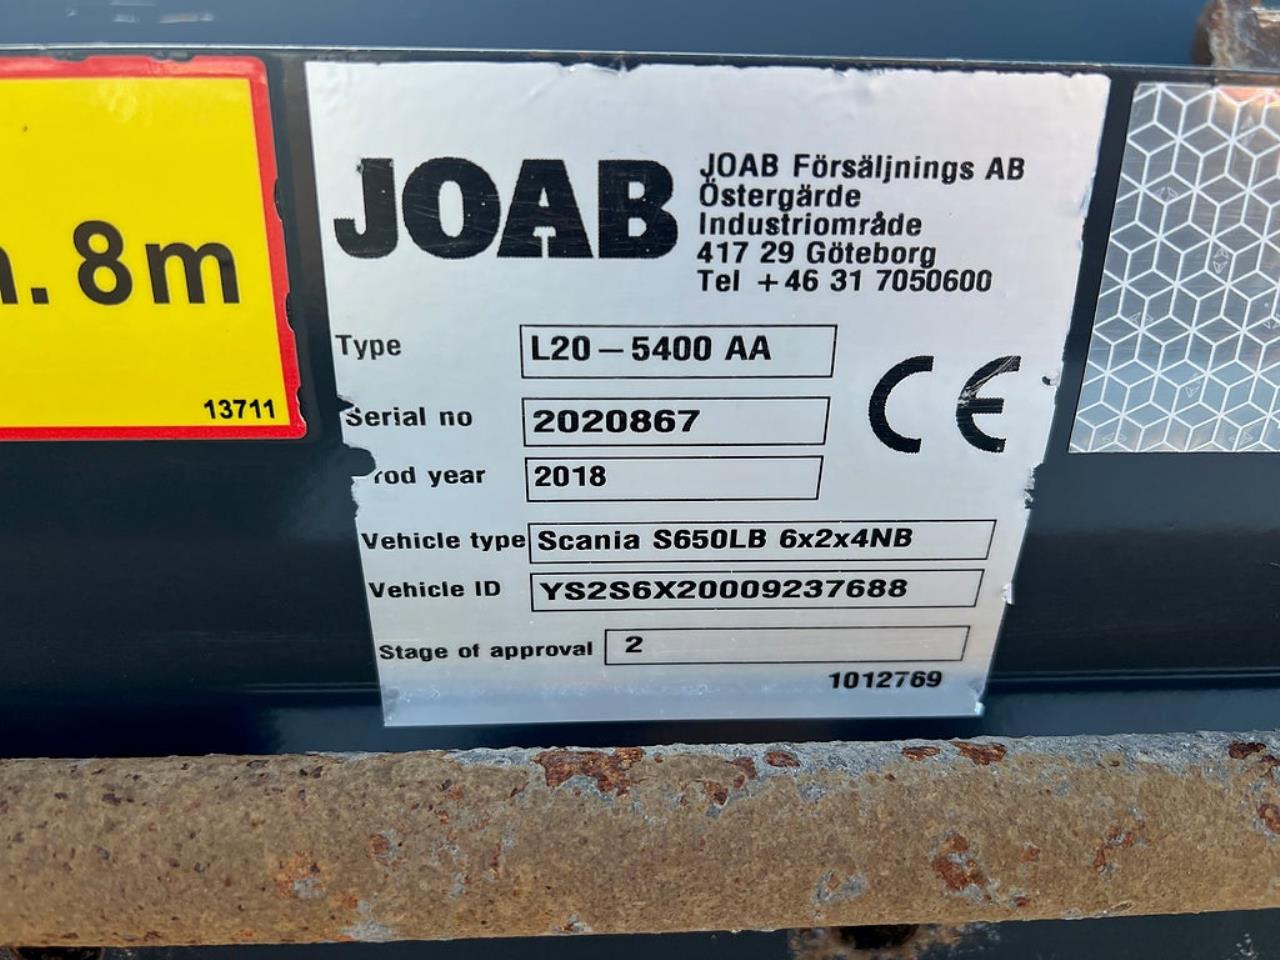 n. 8m
13711
JOAB
JOAB Försäljnings AB
Östergärde
Industriområde
417 29 Göteborg
Tel +46 31 7050600
Type L20-5400 AA
Serial no 2020867
rod year 2018
CE
Vehicle type Scania S650LB 6x2x4NB
Vehicle ID YS2S6X20009237688
Stage of approval 2
1012769